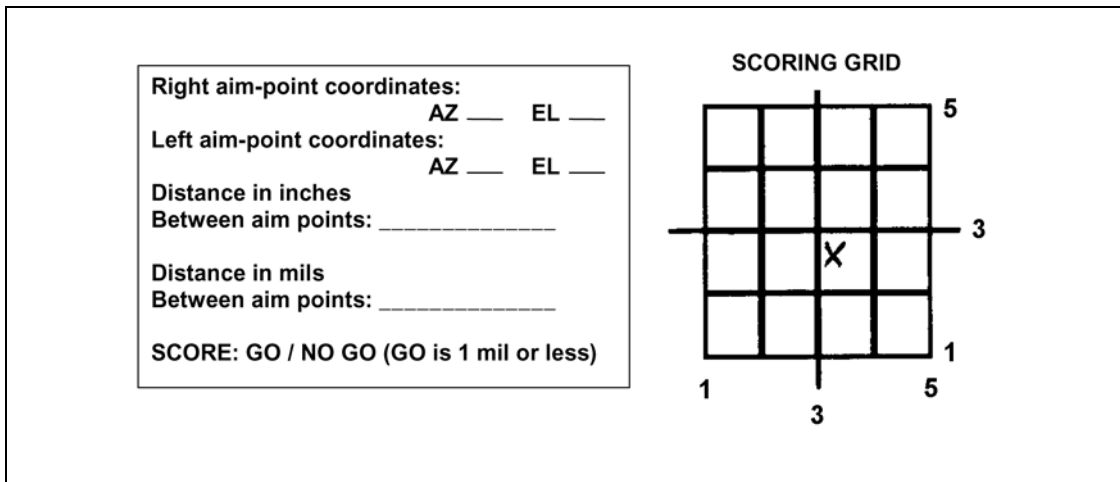 Right aim-point coordinates:
AZ ___ EL ___
Left aim-point coordinates:
AZ ___ EL ___
Distance in inches
Between aim points: ______________
Distance in mils
Between aim points: ______________
SCORE: GO / NO GO (GO is 1 mil or less)
SCORING GRID
5
3
X
1
1
5
3